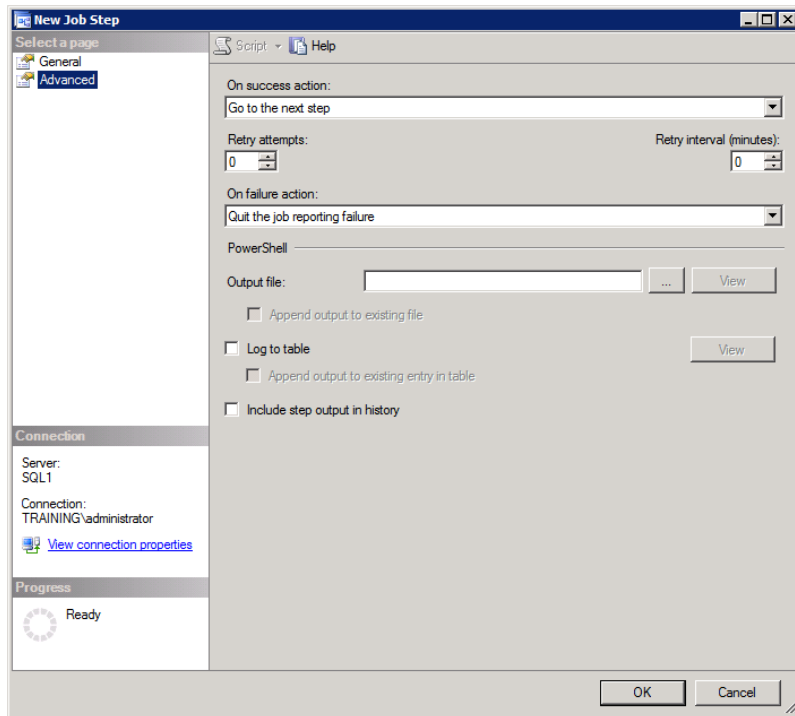 New Job Step
Select a page
General
Advanced
Script Help
On success action:
Go to the next step
Retry attempts: Retry interval (minutes):
0 0
On failure action:
Quit the job reporting failure
PowerShell
Output file: ... View
Append output to existing file
Log to table View
Append output to existing entry in table
Include step output in history
Connection
Server:
SQL1
Connection:
TRAINING\administrator
View connection properties
Progress
Ready
OK Cancel